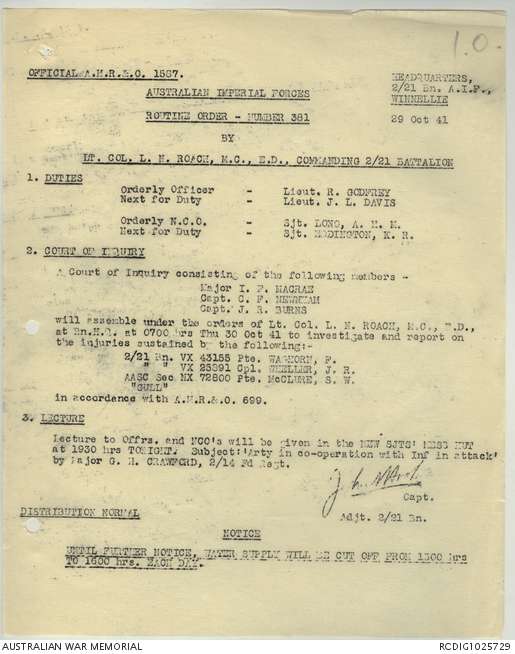 1.0.
OFFICIAL A.M.R.&.O. 1587.
HEADQUARTERS,
AUSTRALIAN IMPERIAL FORCES
2/21 Bn. A.I.F.,
WINNELLIE
ROUTINE ORDER - NUMBER 381
29 Oct 41
BY
LT. COL. L. N. ROACH, M.C., E.D., COMMANDING 2/21 BATTALION
1. DUTIES
Orderly Officer - Lieut. R. GODFREY
Next for Duty - Lieut. J. L. DAVIS
Orderly N.C.O. - Sjt. LONG, A. H. M.
Next for Duty - Sjt. EDDINGTON, K. R.
2. COURT OF INQUIRY
A Court of Inquiry consisting of the following members -
Major I. F. MACRAE
Capt. C. F. NEWNHAM
Capt. J. R. BURNS
will assemble under the orders of Lt. Col. L. N. ROACH, M.C., E.D.,
at Bn.H.Q. at 0700 hrs Thu 30 Oct 41 to investigate and report on
the injuries sustained by the following:-
2/21 Bn. VX 43155 Pte. WAGHORN, F.
" " VX 25391 Cpl. WHELLER, J. R.
AASC Sec NX 72800 Pte. McCLURE, S. W.
"GULL"
in accordance with A.M.R.&.O. 699.
3. LECTURE
Lecture to Offrs. and NCO's will be given in the NEW SJTS' MESS HUT
at 1930 hrs TONIGHT. Subject: 'Arty in co-operation with Inf in attack'
by Major G. H. CRAWFORD, 2/14 Fd Regt.
Capt.
Adjt. 2/21 Bn.
DISTRIBUTION NORMAL
NOTICE
UNTIL FURTHER NOTICE, WATER SUPPLY WILL BE CUT OFF FROM 1300 hrs
TO 1600 hrs. EACH DAY.
AUSTRALIAN WAR MEMORIAL
RCDIG1025729